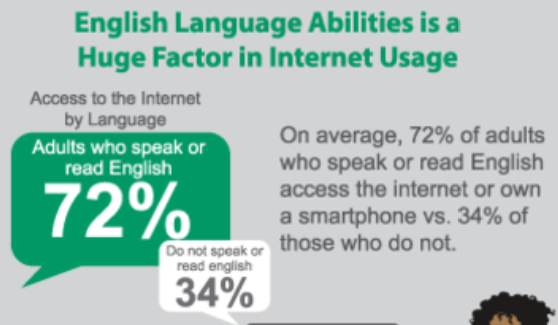 English Language Abilities is a
Huge Factor in Internet Usage
Access to the Internet
by Language
Adults who speak or
read English
72%
Do not speak or
read english
34%
On average, 72% of adults
who speak or read English
access the internet or own
a smartphone vs. 34% of
those who do not.